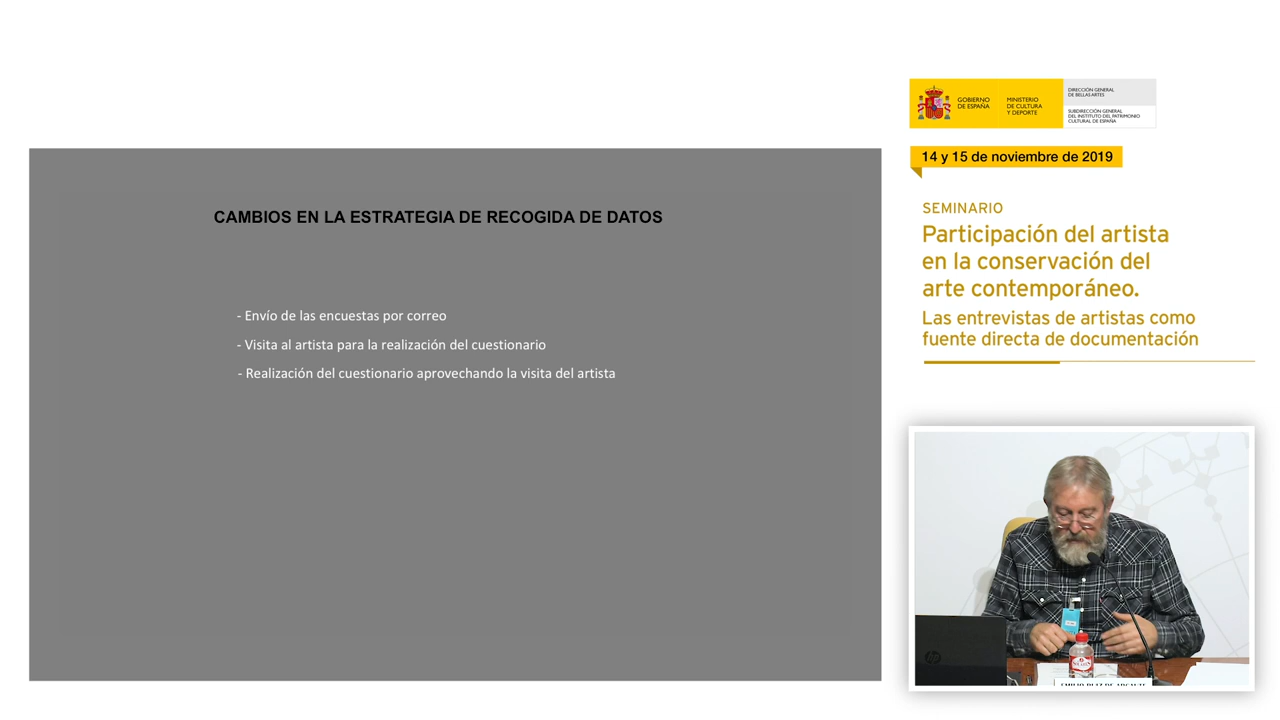 GOBIERNO
DE ESPAÑA
MINISTERIO
DE CULTURA
Y DEPORTE
DIRECCIÓN GENERAL
DE BELLAS ARTES
SUBDIRECCIÓN GENERAL
DEL INSTITUTO DEL PATRIMONIO
CULTURAL DE ESPAÑA
14 y 15 de noviembre de 2019
SEMINARIO
Participación del artista
en la conservación del
arte contemporáneo.
Las entrevistas de artistas como
fuente directa de documentación
CAMBIOS EN LA ESTRATEGIA DE RECOGIDA DE DATOS
- Envío de las encuestas por correo
- Visita al artista para la realización del cuestionario
- Realización del cuestionario aprovechando la visita del artista
hp